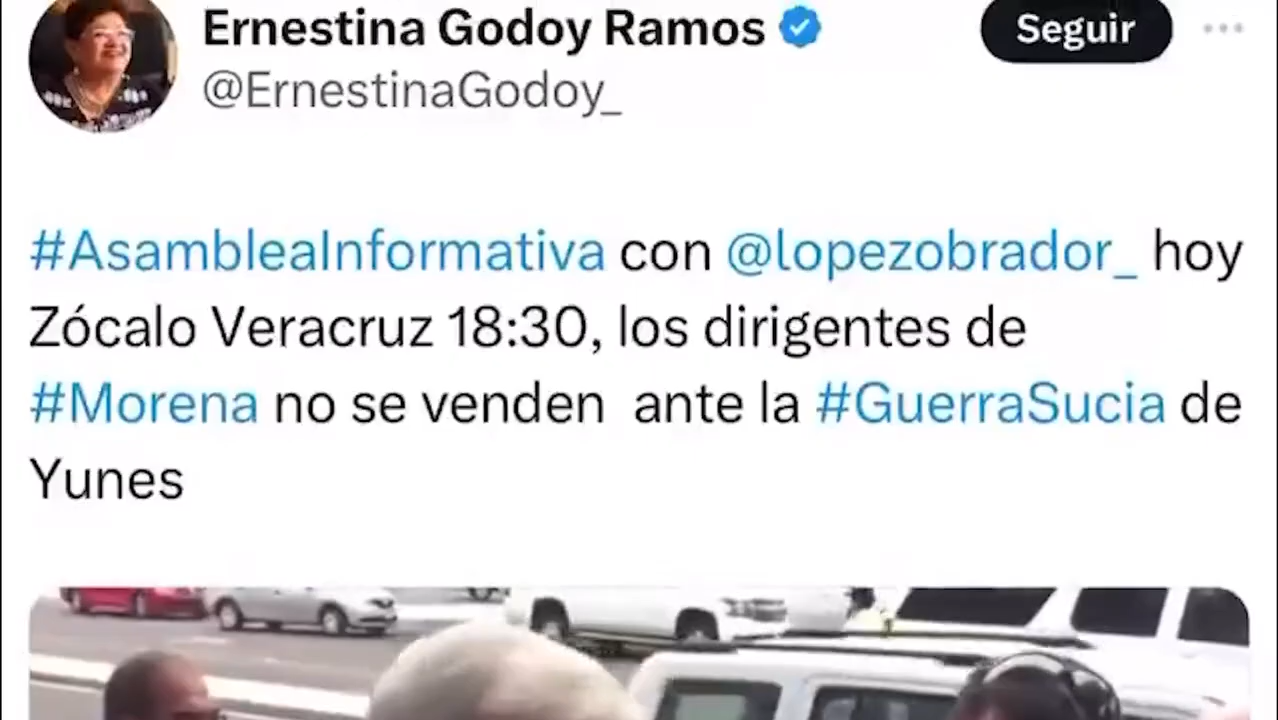 Ernestina Godoy Ramos
Seguir
@ErnestinaGodoy_
#AsambleaInformativa con @lopezobrador_ hoy
Zócalo Veracruz 18:30, los dirigentes de
#Morena no se venden  ante la #GuerraSucia de
Yunes